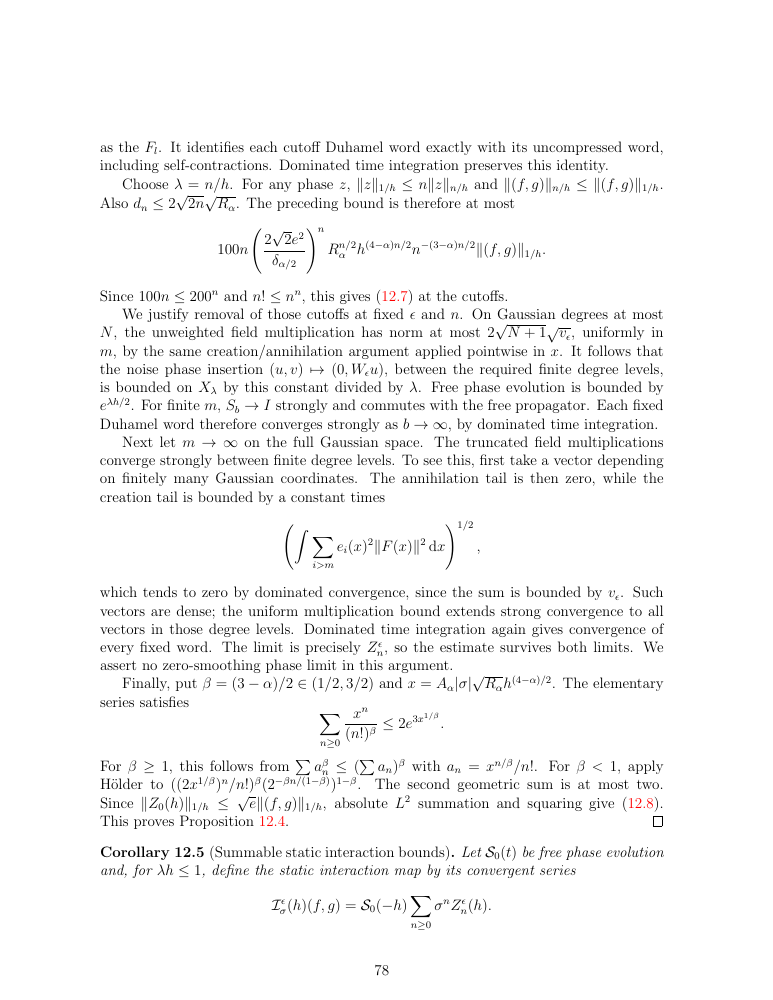 as the F_l. It identifies each cutoff Duhamel word exactly with its uncompressed word,
including self-contractions. Dominated time integration preserves this identity.
Choose λ = n/h. For any phase z, ‖z‖_{1/h} ≤ n‖z‖_{n/h} and ‖(f, g)‖_{n/h} ≤ ‖(f, g)‖_{1/h}.
Also d_n ≤ 2√2n√R_α. The preceding bound is therefore at most
100n (2√2e²/δ_{α/2})^n R_α^{n/2} h^{(4−α)n/2} n^{−(3−α)n/2} ‖(f, g)‖_{1/h}.
Since 100n ≤ 200^n and n! ≤ n^n, this gives (12.7) at the cutoffs.
We justify removal of those cutoffs at fixed ϵ and n. On Gaussian degrees at most
N, the unweighted field multiplication has norm at most 2√N + 1√v_ϵ, uniformly in
m, by the same creation/annihilation argument applied pointwise in x. It follows that
the noise phase insertion (u, v) ↦ (0, W_ϵu), between the required finite degree levels,
is bounded on X_λ by this constant divided by λ. Free phase evolution is bounded by
e^{λh/2}. For finite m, S_b → I strongly and commutes with the free propagator. Each fixed
Duhamel word therefore converges strongly as b → ∞, by dominated time integration.
Next let m → ∞ on the full Gaussian space. The truncated field multiplications
converge strongly between finite degree levels. To see this, first take a vector depending
on finitely many Gaussian coordinates. The annihilation tail is then zero, while the
creation tail is bounded by a constant times
(∫ ∑_{i>m} e_i(x)²‖F(x)‖² dx)^{1/2},
which tends to zero by dominated convergence, since the sum is bounded by v_ϵ. Such
vectors are dense; the uniform multiplication bound extends strong convergence to all
vectors in those degree levels. Dominated time integration again gives convergence of
every fixed word. The limit is precisely Z_n^ϵ, so the estimate survives both limits. We
assert no zero-smoothing phase limit in this argument.
Finally, put β = (3 − α)/2 ∈ (1/2, 3/2) and x = A_α|σ|√R_αh^{(4−α)/2}. The elementary
series satisfies
∑_{n≥0} x^n/(n!)^β ≤ 2e^{3x^{1/β}}.
For β ≥ 1, this follows from ∑ a_n^β ≤ (∑ a_n)^β with a_n = x^{n/β}/n!. For β < 1, apply
Hölder to ((2x^{1/β})^n/n!)^β(2^{−βn/(1−β)})^{1−β}. The second geometric sum is at most two.
Since ‖Z_0(h)‖_{1/h} ≤ √e‖(f, g)‖_{1/h}, absolute L² summation and squaring give (12.8).
This proves Proposition 12.4. □
Corollary 12.5 (Summable static interaction bounds). Let 𝒮_0(t) be free phase evolution
and, for λh ≤ 1, define the static interaction map by its convergent series
ℐ_σ^ϵ(h)(f, g) = 𝒮_0(−h) ∑_{n≥0} σ^n Z_n^ϵ(h).
78